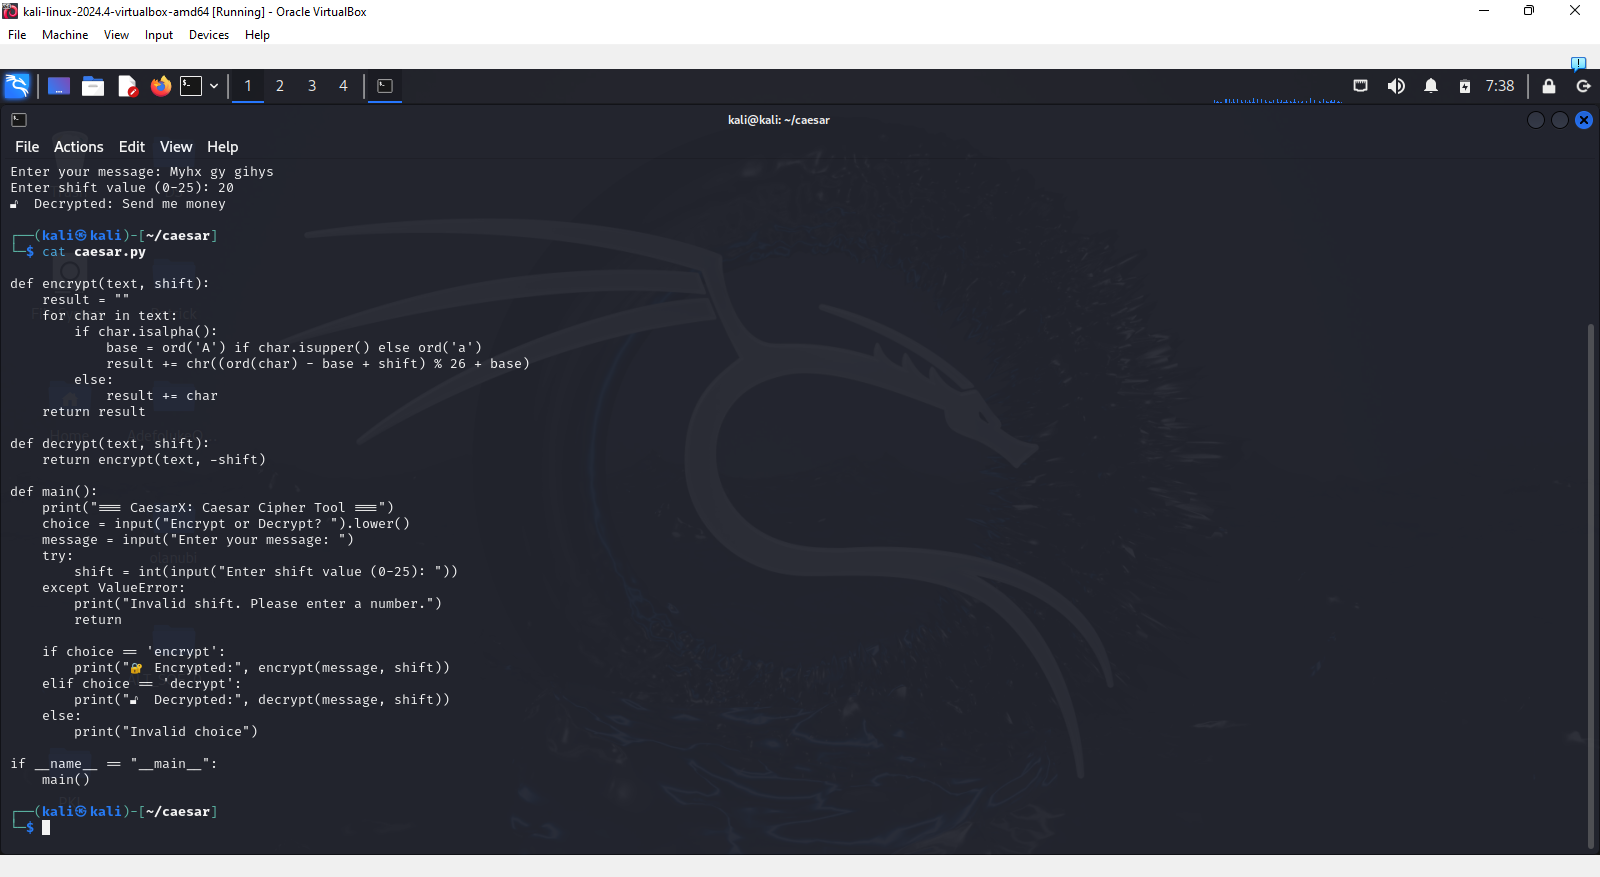 kali-linux-2024.4-virtualbox-amd64 [Running] - Oracle VirtualBox
File Machine View Input Devices Help
1 2 3 4 7:38
kali@kali: ~/caesar
File Actions Edit View Help
Enter your message: Myhx gy gihys
Enter shift value (0-25): 20
🔓 Decrypted: Send me money
┌──(kali㉿kali)-[~/caesar]
└─$ cat caesar.py
def encrypt(text, shift):
    result = ""
    for char in text:
        if char.isalpha():
            base = ord('A') if char.isupper() else ord('a')
            result += chr((ord(char) - base + shift) % 26 + base)
        else:
            result += char
    return result
def decrypt(text, shift):
    return encrypt(text, -shift)
def main():
    print("=== CaesarX: Caesar Cipher Tool ===")
    choice = input("Encrypt or Decrypt? ").lower()
    message = input("Enter your message: ")
    try:
        shift = int(input("Enter shift value (0-25): "))
    except ValueError:
        print("Invalid shift. Please enter a number.")
        return
    if choice == 'encrypt':
        print("🔐 Encrypted:", encrypt(message, shift))
    elif choice == 'decrypt':
        print("🔓 Decrypted:", decrypt(message, shift))
    else:
        print("Invalid choice")
if __name__ == "__main__":
    main()
┌──(kali㉿kali)-[~/caesar]
└─$